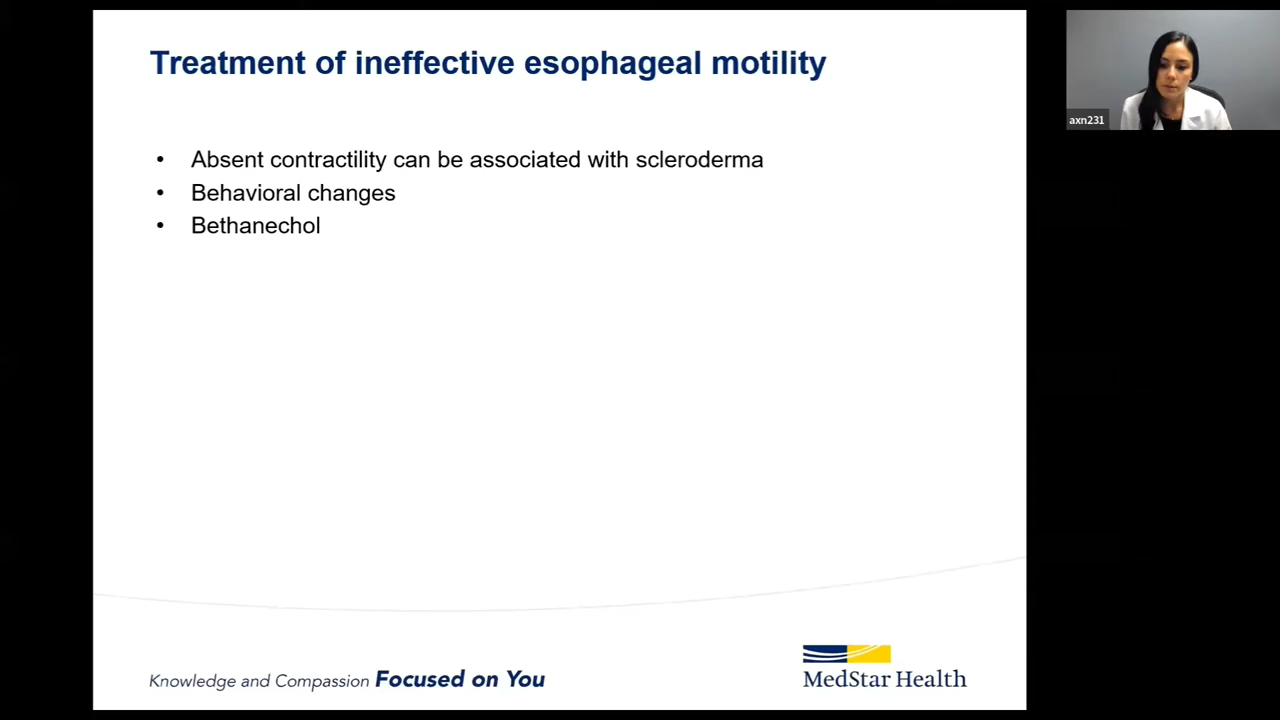 Treatment of ineffective esophageal motility
• Absent contractility can be associated with scleroderma
• Behavioral changes
• Bethanechol
Knowledge and Compassion Focused on You
MedStar Health
axn231